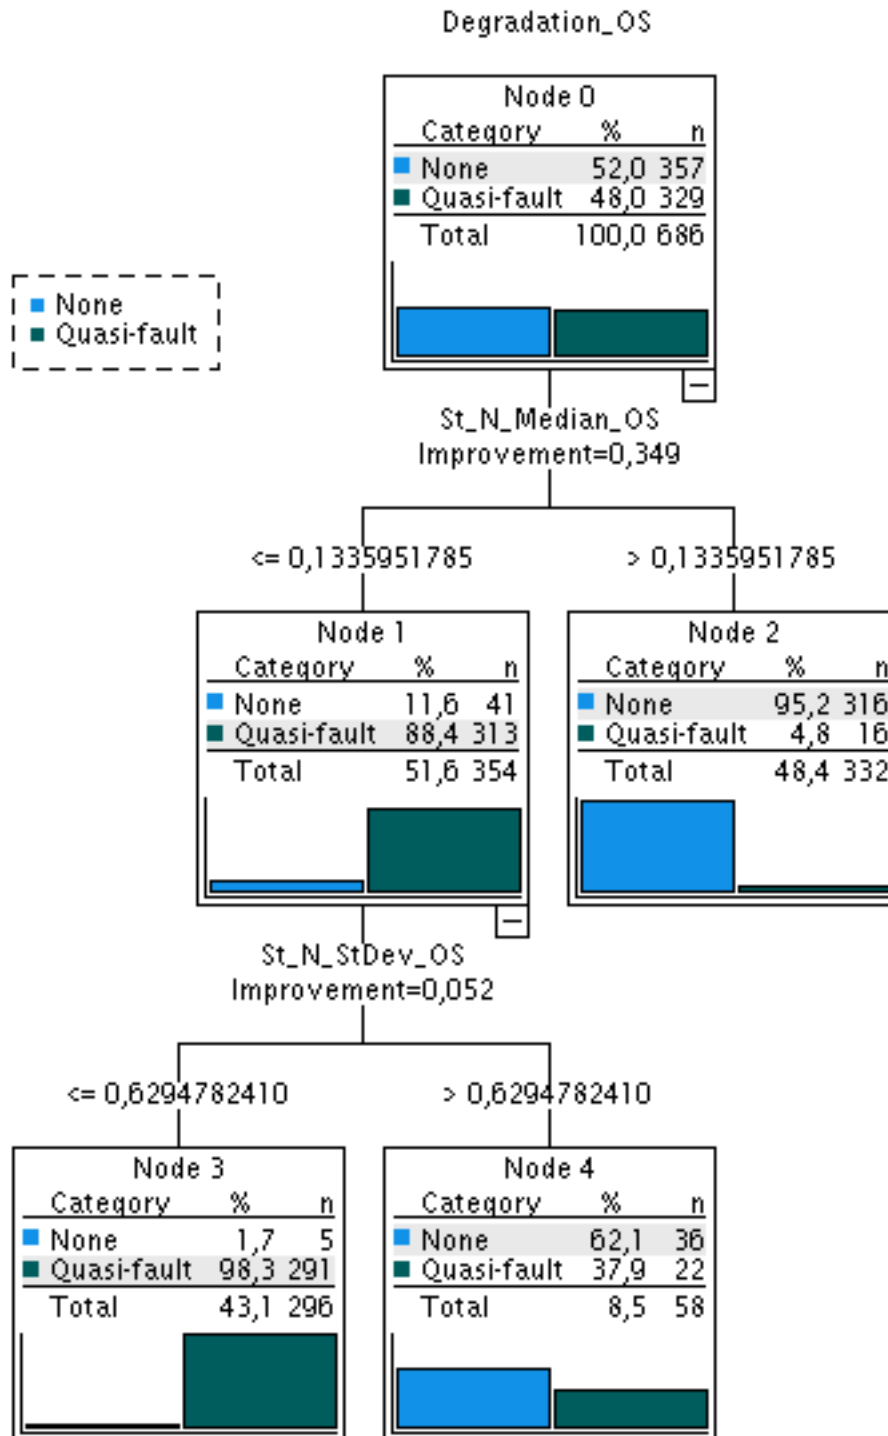 Degradation_OS
Node 0
Category % n
None 52,0 357
Quasi-fault 48,0 329
Total 100,0 686
None
Quasi-fault
St_N_Median_OS
Improvement=0,349
<= 0,1335951785
> 0,1335951785
Node 1
Category % n
None 11,6 41
Quasi-fault 88,4 313
Total 51,6 354
Node 2
Category % n
None 95,2 316
Quasi-fault 4,8 16
Total 48,4 332
St_N_StDev_OS
Improvement=0,052
<= 0,6294782410
> 0,6294782410
Node 3
Category % n
None 1,7 5
Quasi-fault 98,3 291
Total 43,1 296
Node 4
Category % n
None 62,1 36
Quasi-fault 37,9 22
Total 8,5 58